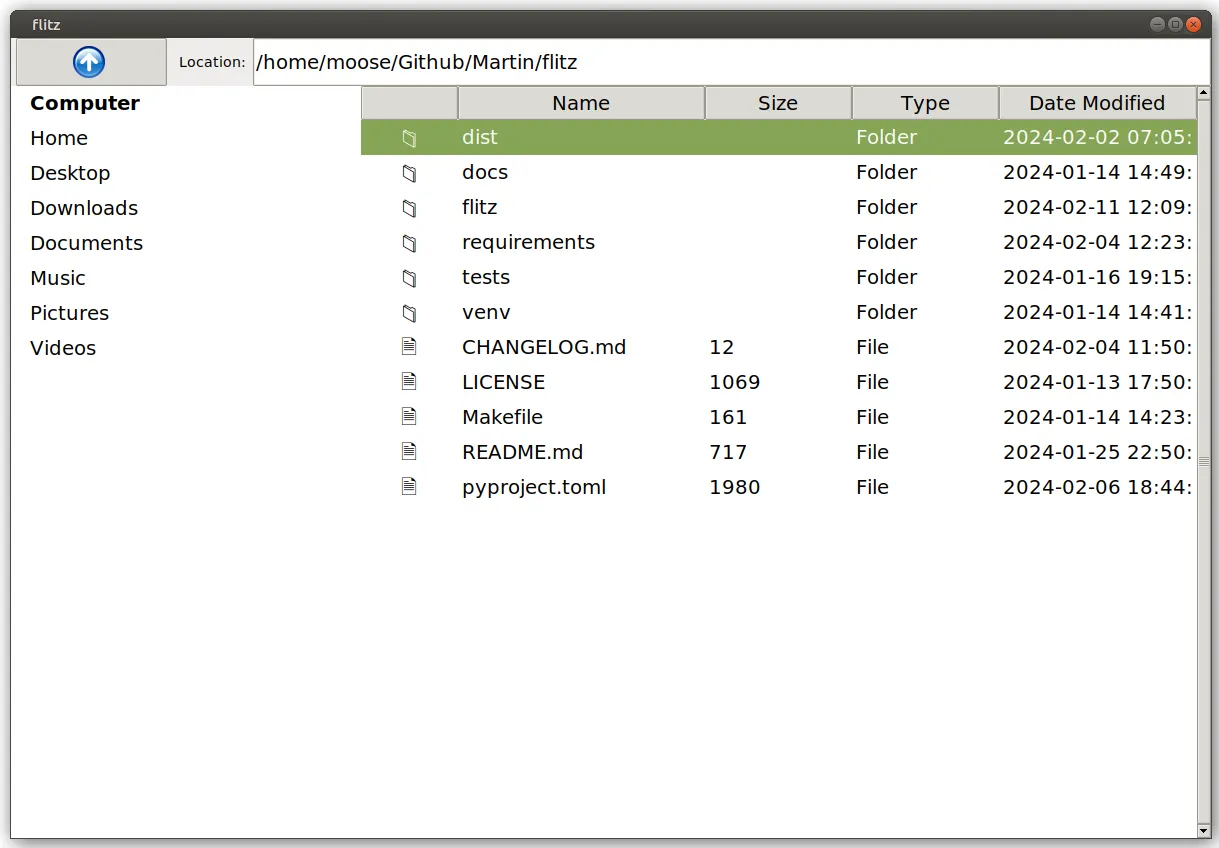 flitz
Location: /home/moose/Github/Martin/flitz
Computer
Home
Desktop
Downloads
Documents
Music
Pictures
Videos
Name Size Type Date Modified
dist Folder 2024-02-02 07:05:
docs Folder 2024-01-14 14:49:
flitz Folder 2024-02-11 12:09:
requirements Folder 2024-02-04 12:23:
tests Folder 2024-01-16 19:15:
venv Folder 2024-01-14 14:41:
CHANGELOG.md 12 File 2024-02-04 11:50:
LICENSE 1069 File 2024-01-13 17:50:
Makefile 161 File 2024-01-14 14:23:
README.md 717 File 2024-01-25 22:50:
pyproject.toml 1980 File 2024-02-06 18:44: